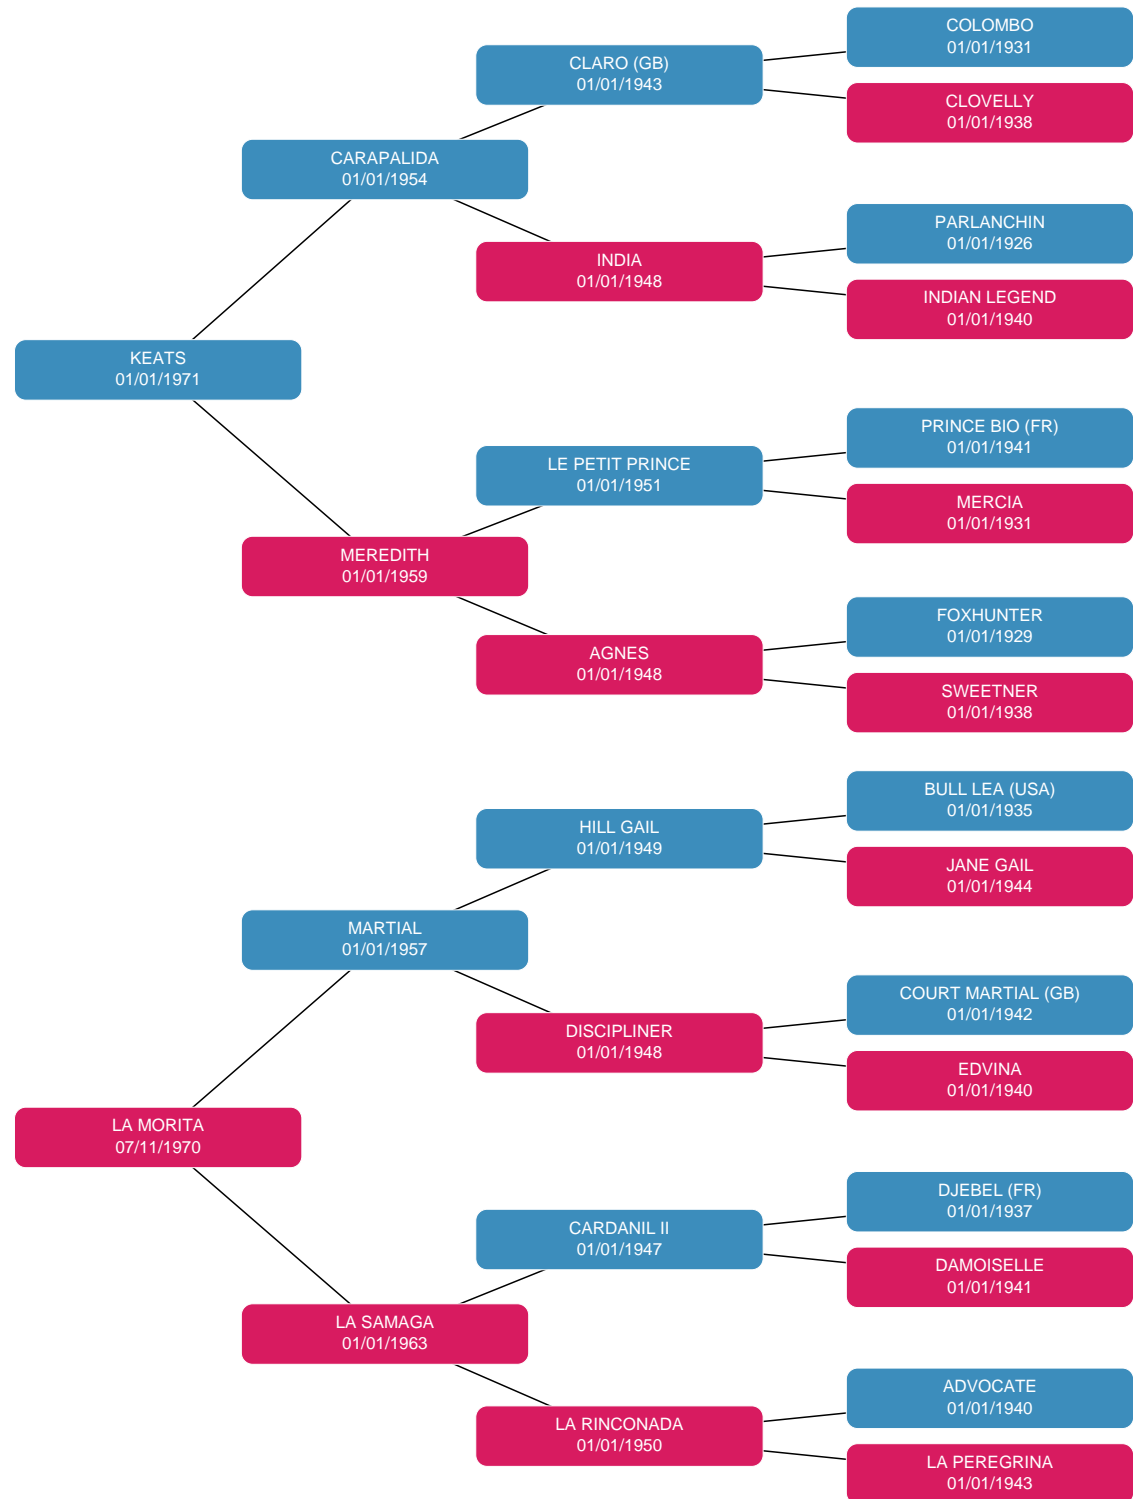 COLOMBO
01/01/1931
CLARO (GB)
01/01/1943
CLOVELLY
01/01/1938
CARAPALIDA
01/01/1954
PARLANCHIN
01/01/1926
INDIA
01/01/1948
INDIAN LEGEND
01/01/1940
KEATS
01/01/1971
PRINCE BIO (FR)
01/01/1941
LE PETIT PRINCE
01/01/1951
MERCIA
01/01/1931
MEREDITH
01/01/1959
FOXHUNTER
01/01/1929
AGNES
01/01/1948
SWEETNER
01/01/1938
BULL LEA (USA)
01/01/1935
HILL GAIL
01/01/1949
JANE GAIL
01/01/1944
MARTIAL
01/01/1957
COURT MARTIAL (GB)
01/01/1942
DISCIPLINER
01/01/1948
EDVINA
01/01/1940
LA MORITA
07/11/1970
DJEBEL (FR)
01/01/1937
CARDANIL II
01/01/1947
DAMOISELLE
01/01/1941
LA SAMAGA
01/01/1963
ADVOCATE
01/01/1940
LA RINCONADA
01/01/1950
LA PEREGRINA
01/01/1943